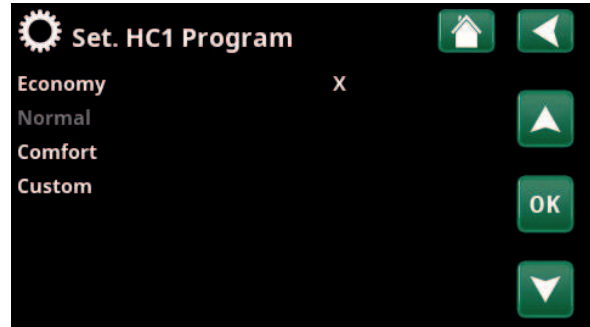 Set. HC1 Program
Economy X
Normal
Comfort
Custom
OK